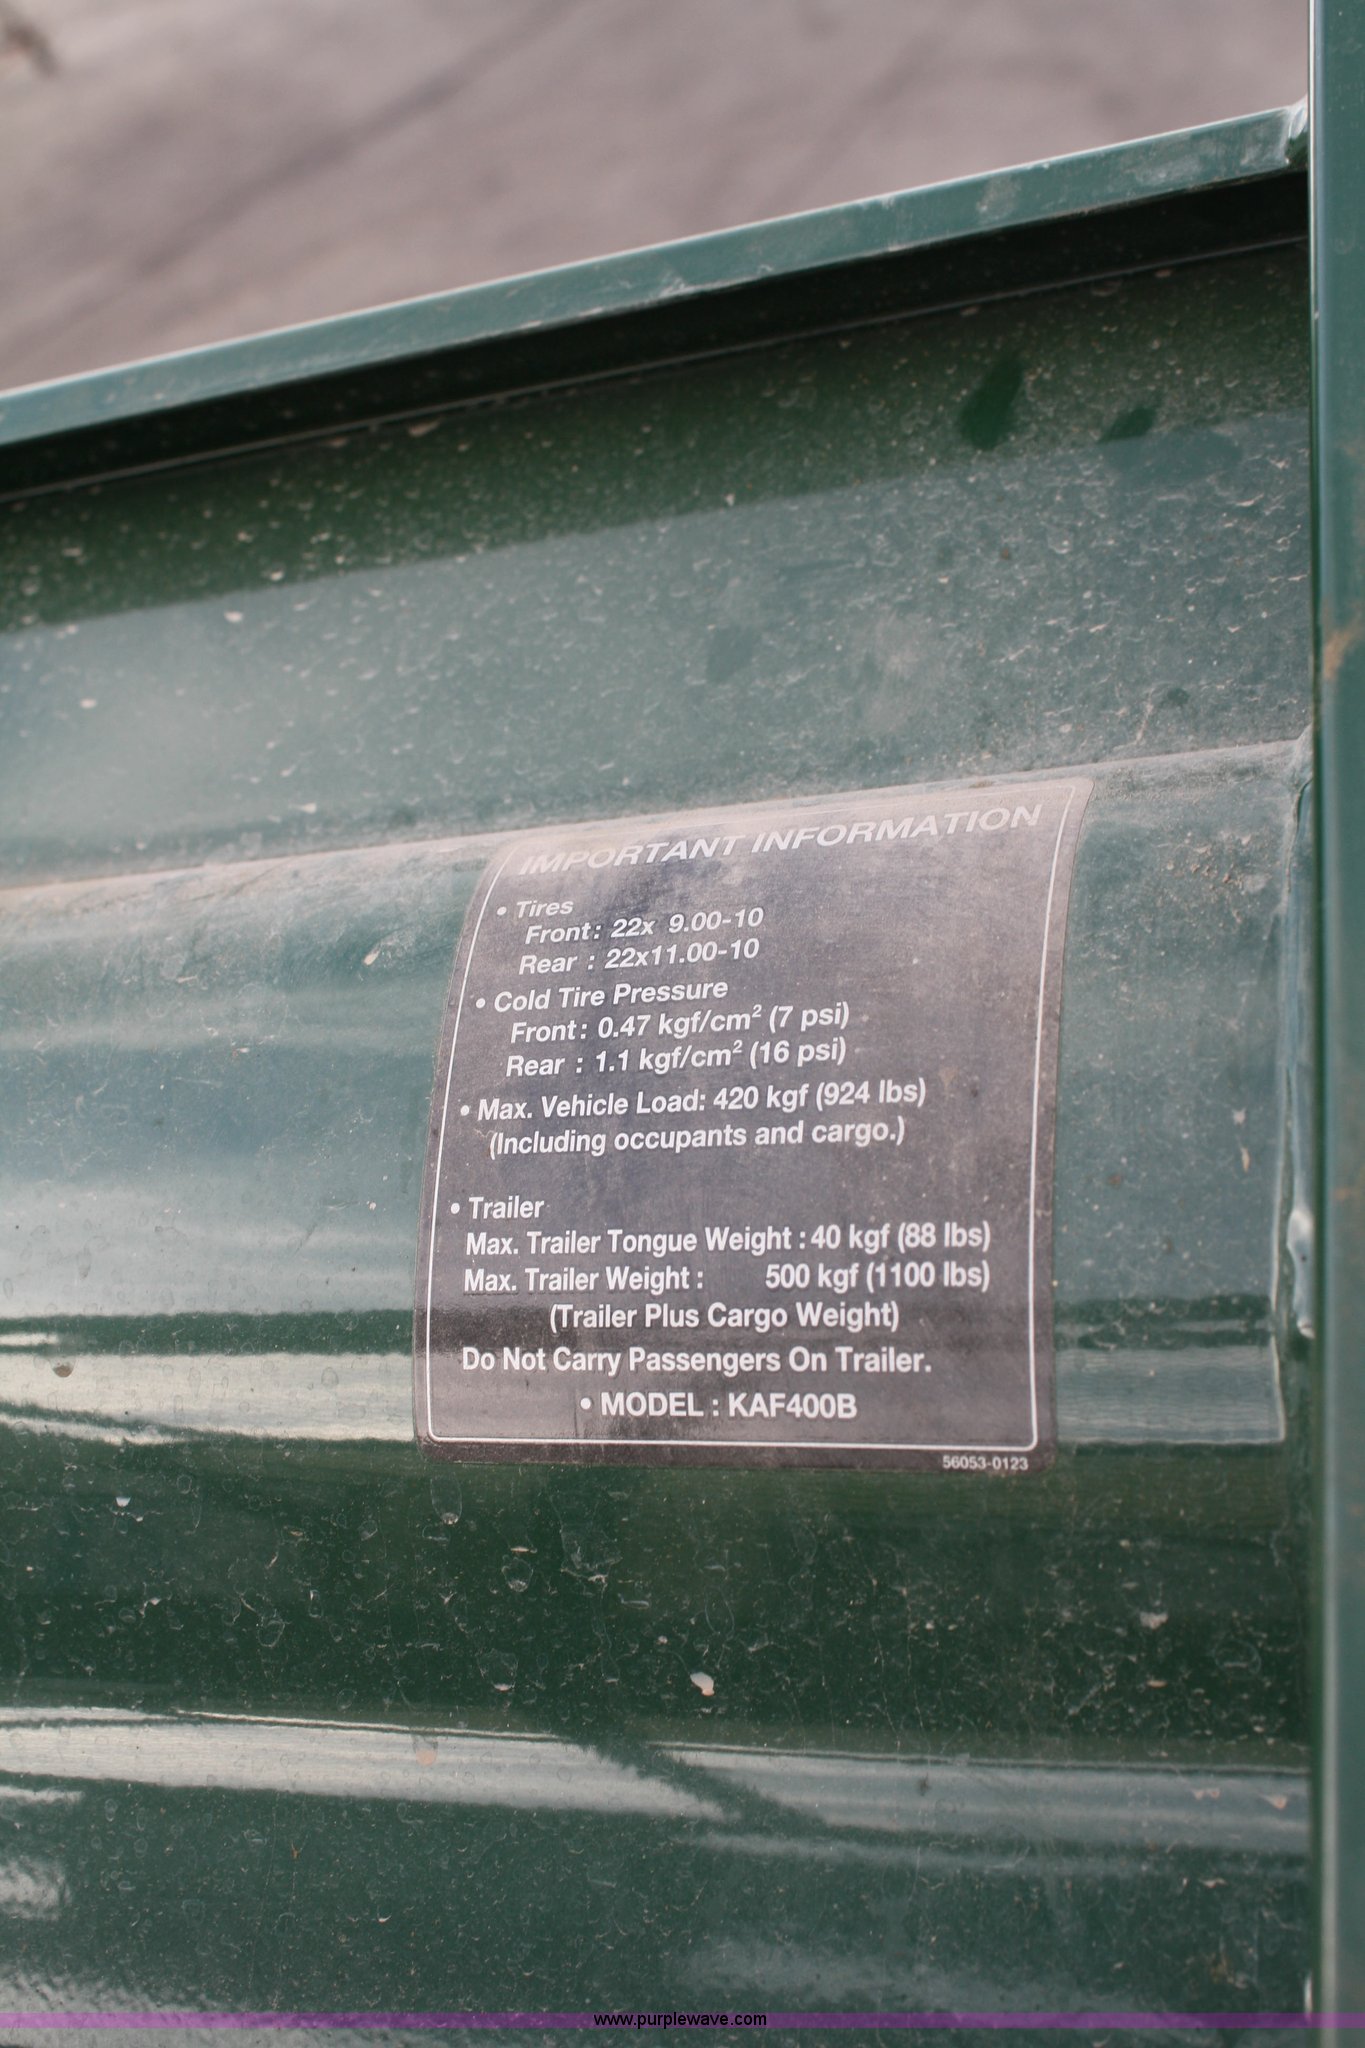 IMPORTANT INFORMATION
• Tires
Front: 22x 9.00-10
Rear : 22x11.00-10
• Cold Tire Pressure
Front: 0.47 kgf/cm² (7 psi)
Rear : 1.1 kgf/cm² (16 psi)
• Max. Vehicle Load: 420 kgf (924 lbs)
(Including occupants and cargo.)
• Trailer
Max. Trailer Tongue Weight : 40 kgf (88 lbs)
Max. Trailer Weight : 500 kgf (1100 lbs)
(Trailer Plus Cargo Weight)
Do Not Carry Passengers On Trailer.
• MODEL : KAF400B
56053-0123
www.purplewave.com